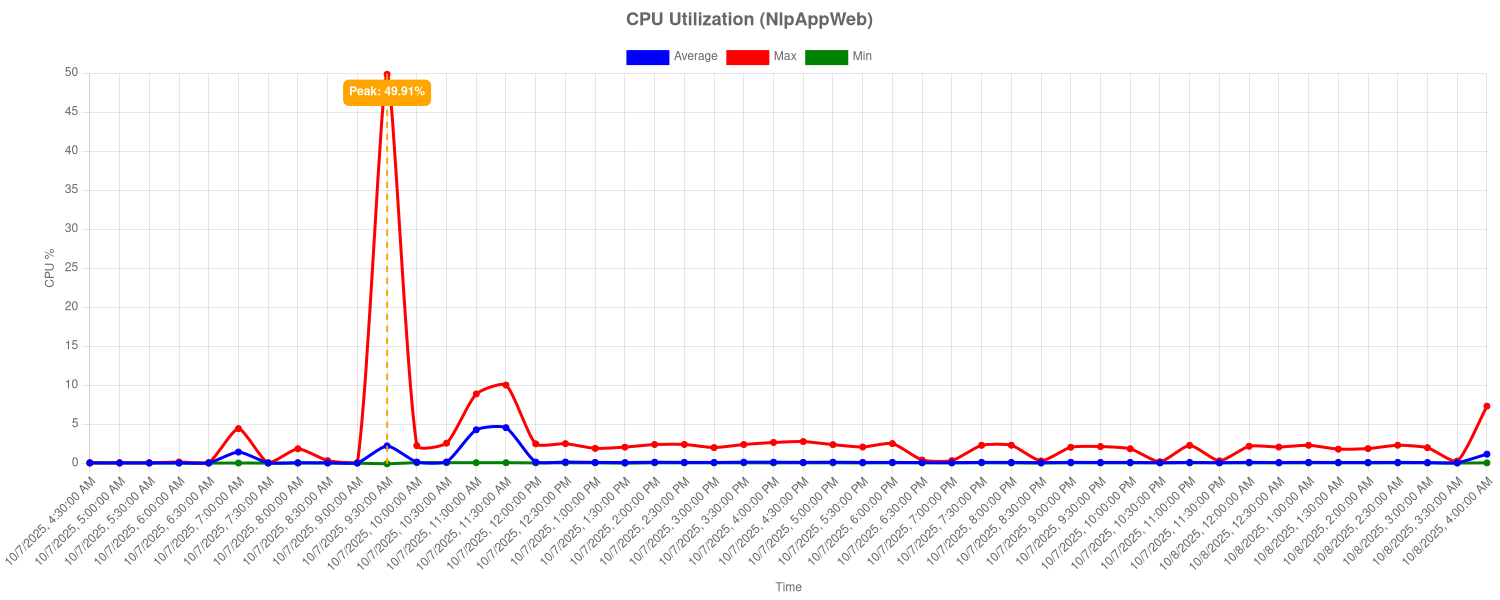 CPU Utilization (NlpAppWeb)
Average
Max
Min
50
45
40
35
30
25
20
15
10
5
0
CPU %
Peak: 49.91%
10/7/2025, 4:30:00 AM
10/7/2025, 5:00:00 AM
10/7/2025, 5:30:00 AM
10/7/2025, 6:00:00 AM
10/7/2025, 6:30:00 AM
10/7/2025, 7:00:00 AM
10/7/2025, 7:30:00 AM
10/7/2025, 8:00:00 AM
10/7/2025, 8:30:00 AM
10/7/2025, 9:00:00 AM
10/7/2025, 9:30:00 AM
10/7/2025, 10:00:00 AM
10/7/2025, 10:30:00 AM
10/7/2025, 11:00:00 AM
10/7/2025, 11:30:00 AM
10/7/2025, 12:00:00 PM
10/7/2025, 12:30:00 PM
10/7/2025, 1:00:00 PM
10/7/2025, 1:30:00 PM
10/7/2025, 2:00:00 PM
10/7/2025, 2:30:00 PM
10/7/2025, 3:00:00 PM
10/7/2025, 3:30:00 PM
10/7/2025, 4:00:00 PM
10/7/2025, 4:30:00 PM
10/7/2025, 5:00:00 PM
10/7/2025, 5:30:00 PM
10/7/2025, 6:00:00 PM
10/7/2025, 6:30:00 PM
10/7/2025, 7:00:00 PM
10/7/2025, 7:30:00 PM
10/7/2025, 8:00:00 PM
10/7/2025, 8:30:00 PM
10/7/2025, 9:00:00 PM
10/7/2025, 9:30:00 PM
10/7/2025, 10:00:00 PM
10/7/2025, 10:30:00 PM
10/7/2025, 11:00:00 PM
10/7/2025, 11:30:00 PM
10/8/2025, 12:00:00 AM
10/8/2025, 12:30:00 AM
10/8/2025, 1:00:00 AM
10/8/2025, 1:30:00 AM
10/8/2025, 2:00:00 AM
10/8/2025, 2:30:00 AM
10/8/2025, 3:00:00 AM
10/8/2025, 3:30:00 AM
10/8/2025, 4:00:00 AM
Time